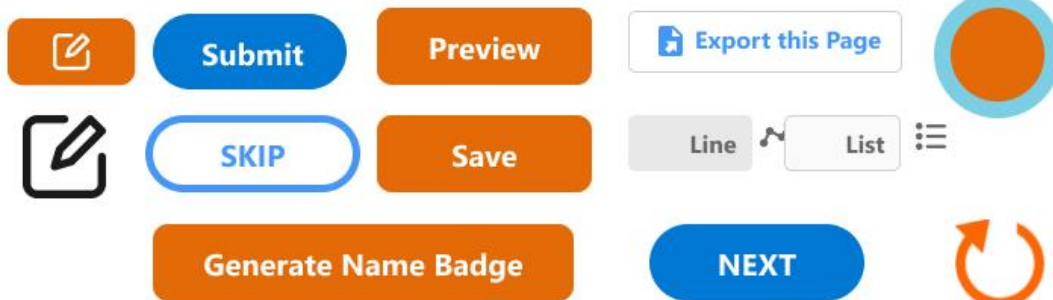 Submit
Preview
Export this Page
SKIP
Save
Line
List
Generate Name Badge
NEXT